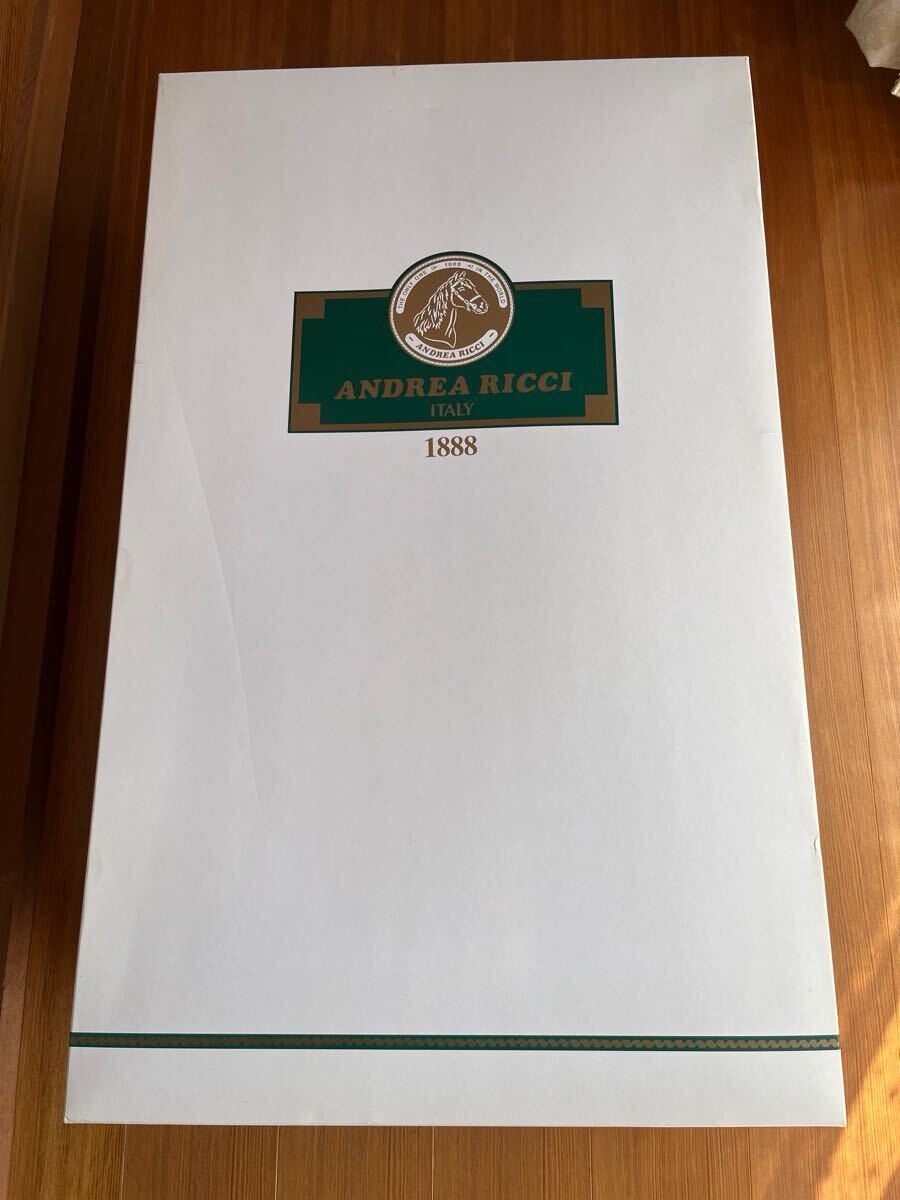 THE ONLY ONE 1888 IN THE WORLD
ANDREA RICCI
ANDREA RICCI
ITALY
1888